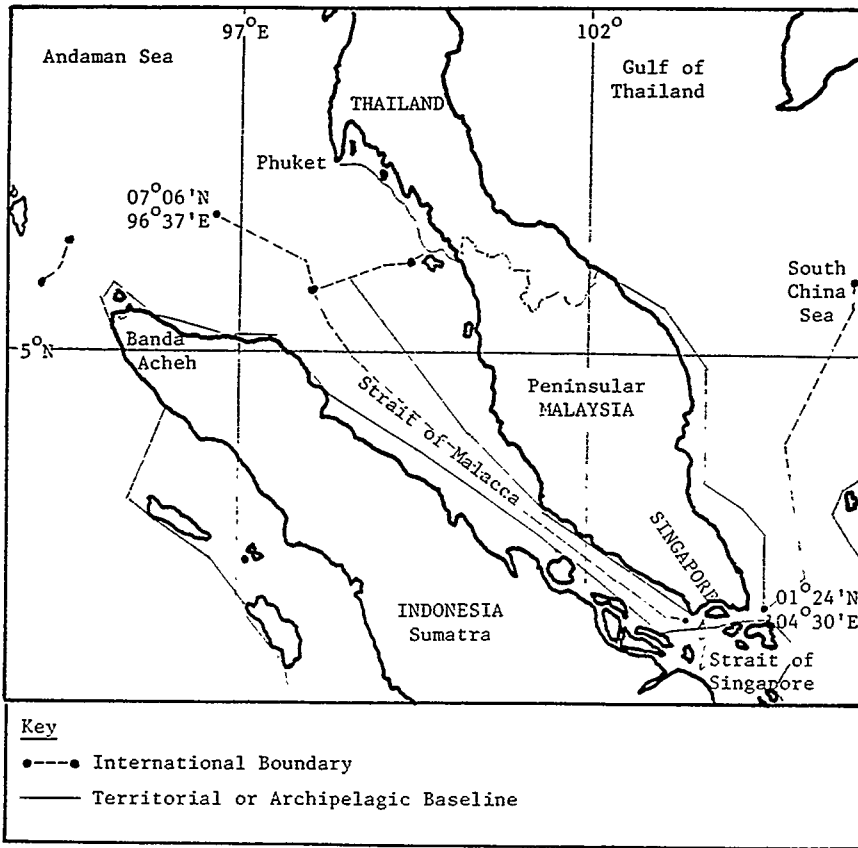 97°E
102°
Andaman Sea
Gulf of
Thailand
THAILAND
Phuket
07°06'N
96°37'E
South
China
Sea
5°N
Banda
Acheh
Peninsular
MALAYSIA
Strait of Malacca
SINGAPORE
01°24'N
04°30'E
INDONESIA
Sumatra
Strait of
Singapore
Key
International Boundary
Territorial or Archipelagic Baseline